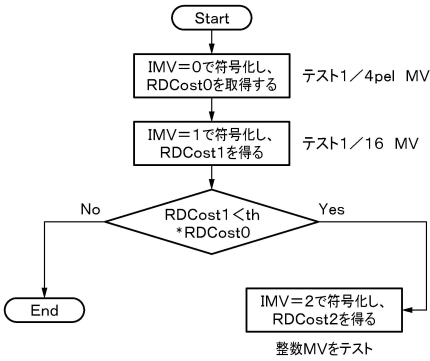 Start
IMV=0で符号化し、
RDCost0を取得する
テスト1/4pel MV
IMV=1で符号化し、
RDCost1を得る
テスト1/16 MV
No
RDCost1<th
*RDCost0
Yes
End
IMV=2で符号化し、
RDCost2を得る
整数MVをテスト